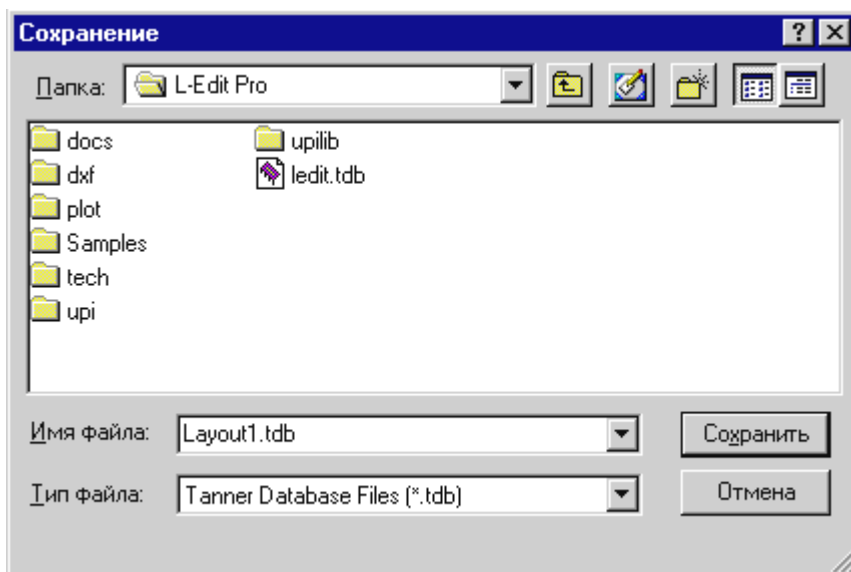 Сохранение
Папка: L-Edit Pro
docs
dxf
plot
Samples
tech
upi
upilib
ledit.tdb
Имя файла: Layout1.tdb Сохранить
Тип файла: Tanner Database Files (*.tdb) Отмена